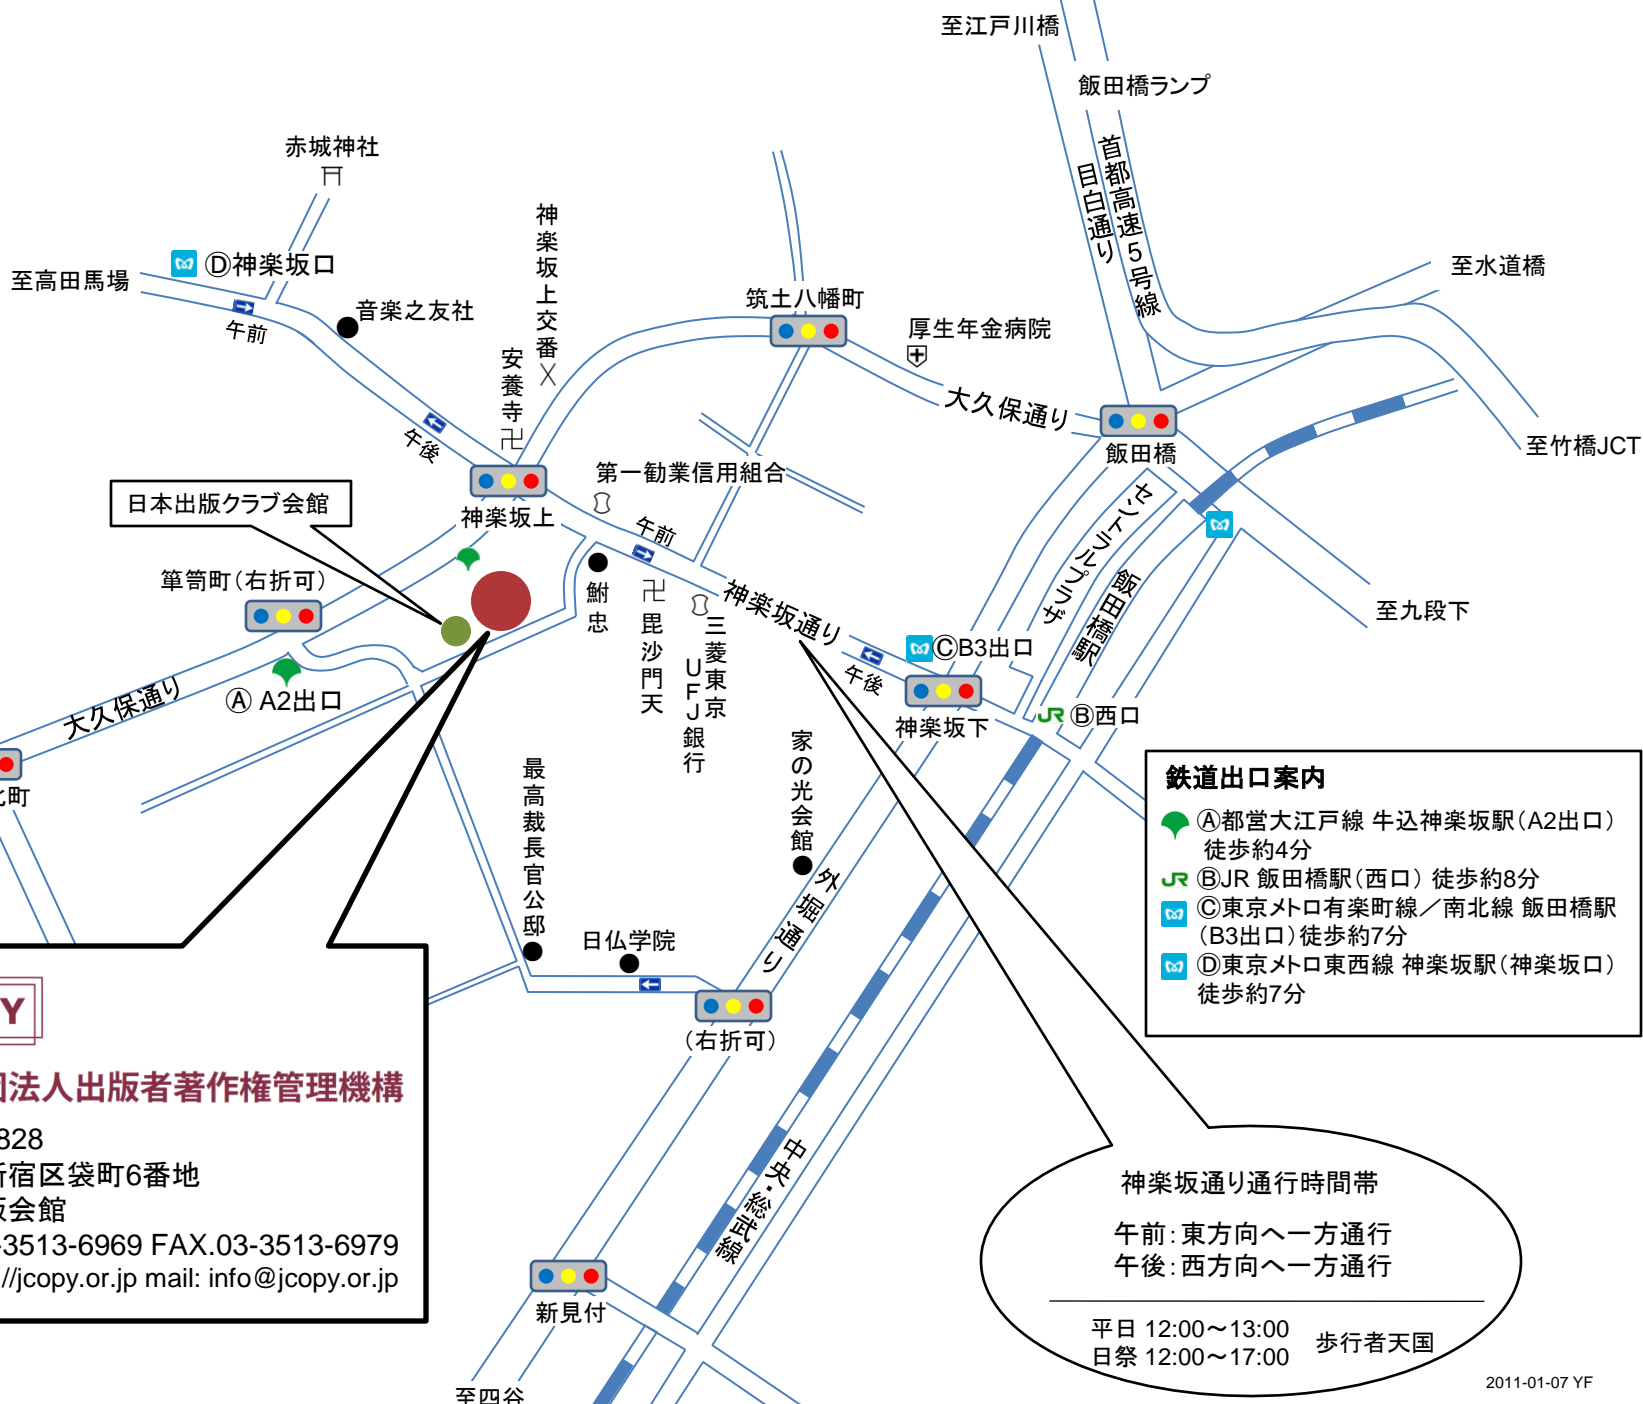 至江戸川橋
飯田橋ランプ
首都高速5号線
目白通り
赤城神社
Ⓓ神楽坂口
至高田馬場
午前
音楽之友社
神楽坂上交番
安養寺
筑土八幡町
厚生年金病院
大久保通り
至水道橋
飯田橋
至竹橋JCT
午後
第一勧業信用組合
神楽坂上
日本出版クラブ会館
午前
箪笥町（右折可）
鮒忠
毘沙門天
三菱東京
UFJ銀行
神楽坂通り
セントラルプラザ
飯田橋駅
至九段下
ⒸB3出口
午後
神楽坂下
Ⓑ西口
Ⓐ A2出口
大久保通り
町
最高裁長官公邸
家の光会館
外堀通り
日仏学院
（右折可）
鉄道出口案内
Ⓐ都営大江戸線 牛込神楽坂駅（A2出口）
徒歩約4分
JR ⒷJR 飯田橋駅（西口） 徒歩約8分
Ⓒ東京メトロ有楽町線／南北線 飯田橋駅
（B3出口）徒歩約7分
Ⓓ東京メトロ東西線 神楽坂駅（神楽坂口）
徒歩約7分
Y
法人出版者著作権管理機構
828
宿区袋町6番地
会館
-3513-6969 FAX.03-3513-6979
//jcopy.or.jp mail: info@jcopy.or.jp
中央・総武線
新見付
至四谷
神楽坂通り通行時間帯
午前：東方向へ一方通行
午後：西方向へ一方通行
平日 12:00～13:00
日祭 12:00～17:00
歩行者天国
2011-01-07 YF